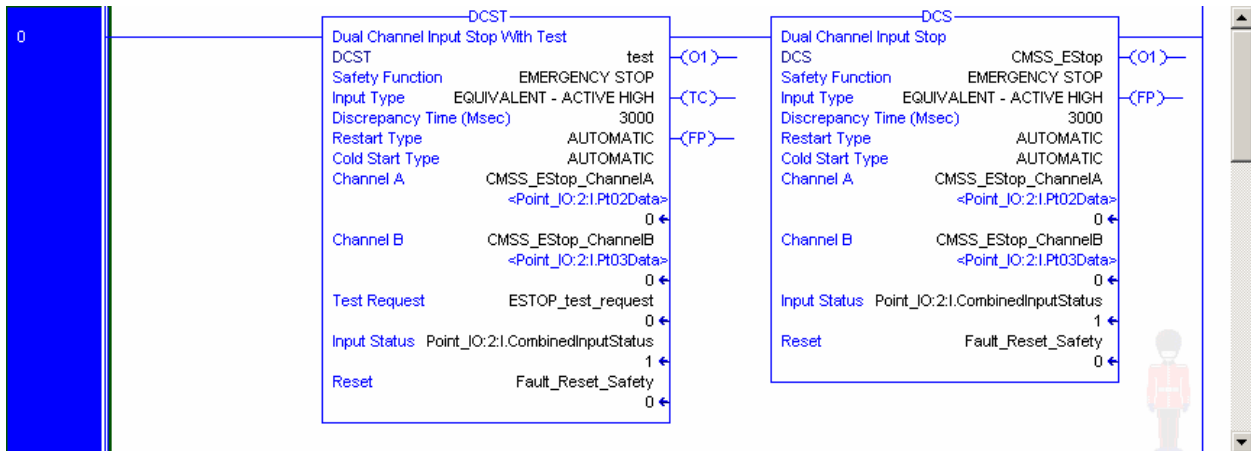 0
DCST
Dual Channel Input Stop With Test
DCST test
Safety Function EMERGENCY STOP
Input Type EQUIVALENT - ACTIVE HIGH
Discrepancy Time (Msec) 3000
Restart Type AUTOMATIC
Cold Start Type AUTOMATIC
Channel A CMSS_EStop_ChannelA
<Point_IO:2:I.Pt02Data>
0
Channel B CMSS_EStop_ChannelB
<Point_IO:2:I.Pt03Data>
0
Test Request ESTOP_test_request
0
Input Status Point_IO:2:I.CombinedInputStatus
1
Reset Fault_Reset_Safety
0
O1
TC
FP
DCS
Dual Channel Input Stop
DCS CMSS_EStop
Safety Function EMERGENCY STOP
Input Type EQUIVALENT - ACTIVE HIGH
Discrepancy Time (Msec) 3000
Restart Type AUTOMATIC
Cold Start Type AUTOMATIC
Channel A CMSS_EStop_ChannelA
<Point_IO:2:I.Pt02Data>
0
Channel B CMSS_EStop_ChannelB
<Point_IO:2:I.Pt03Data>
0
Input Status Point_IO:2:I.CombinedInputStatus
1
Reset Fault_Reset_Safety
0
O1
FP